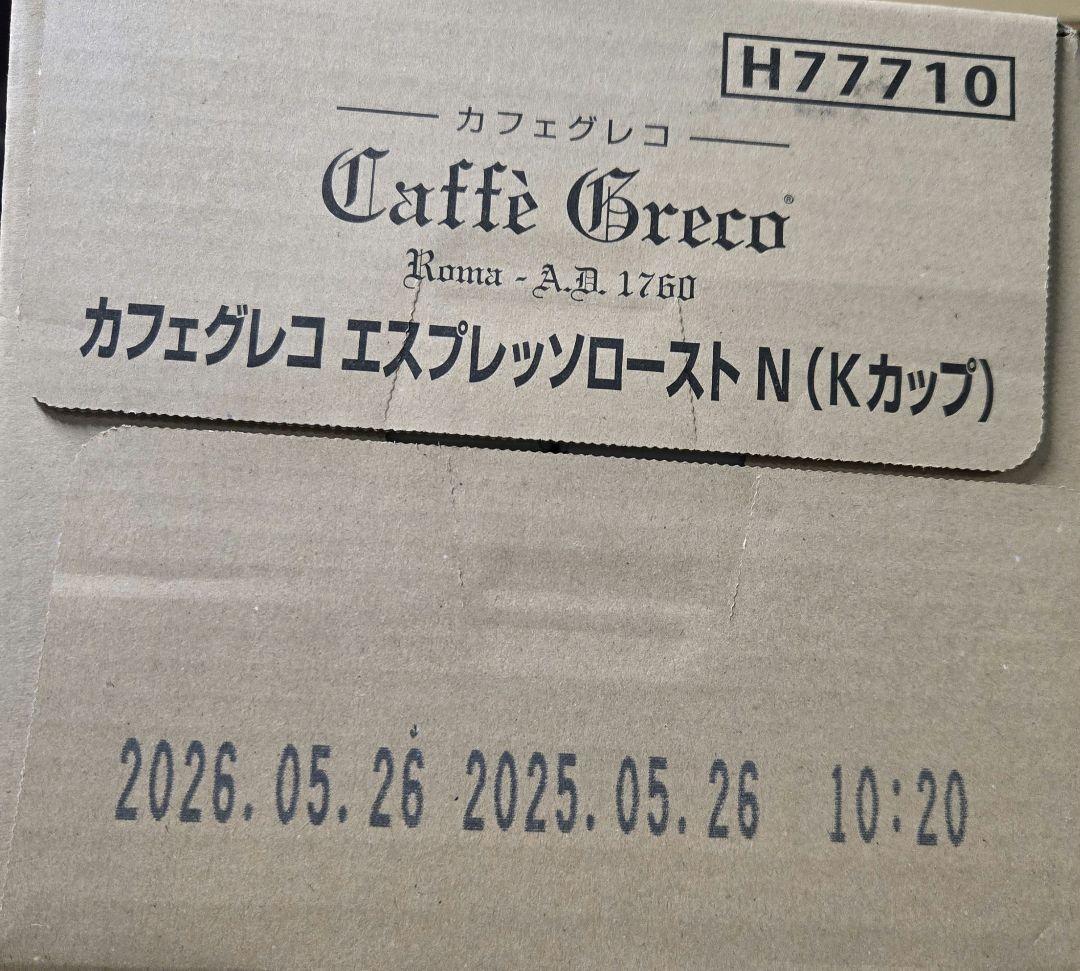 H77710
カフェグレコ
Caffè Greco®
Roma - A.D. 1760
カフェグレコ エスプレッソロースト N (Kカップ)
2026.05.26 2025.05.26 10:20